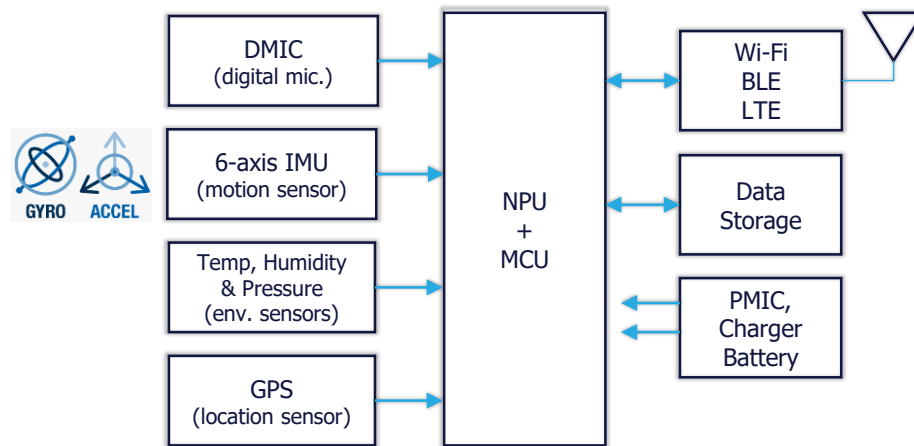 DMIC
(digital mic.)
GYRO
ACCEL
6-axis IMU
(motion sensor)
Temp, Humidity
& Pressure
(env. sensors)
GPS
(location sensor)
NPU
+
MCU
Wi-Fi
BLE
LTE
Data
Storage
PMIC,
Charger
Battery